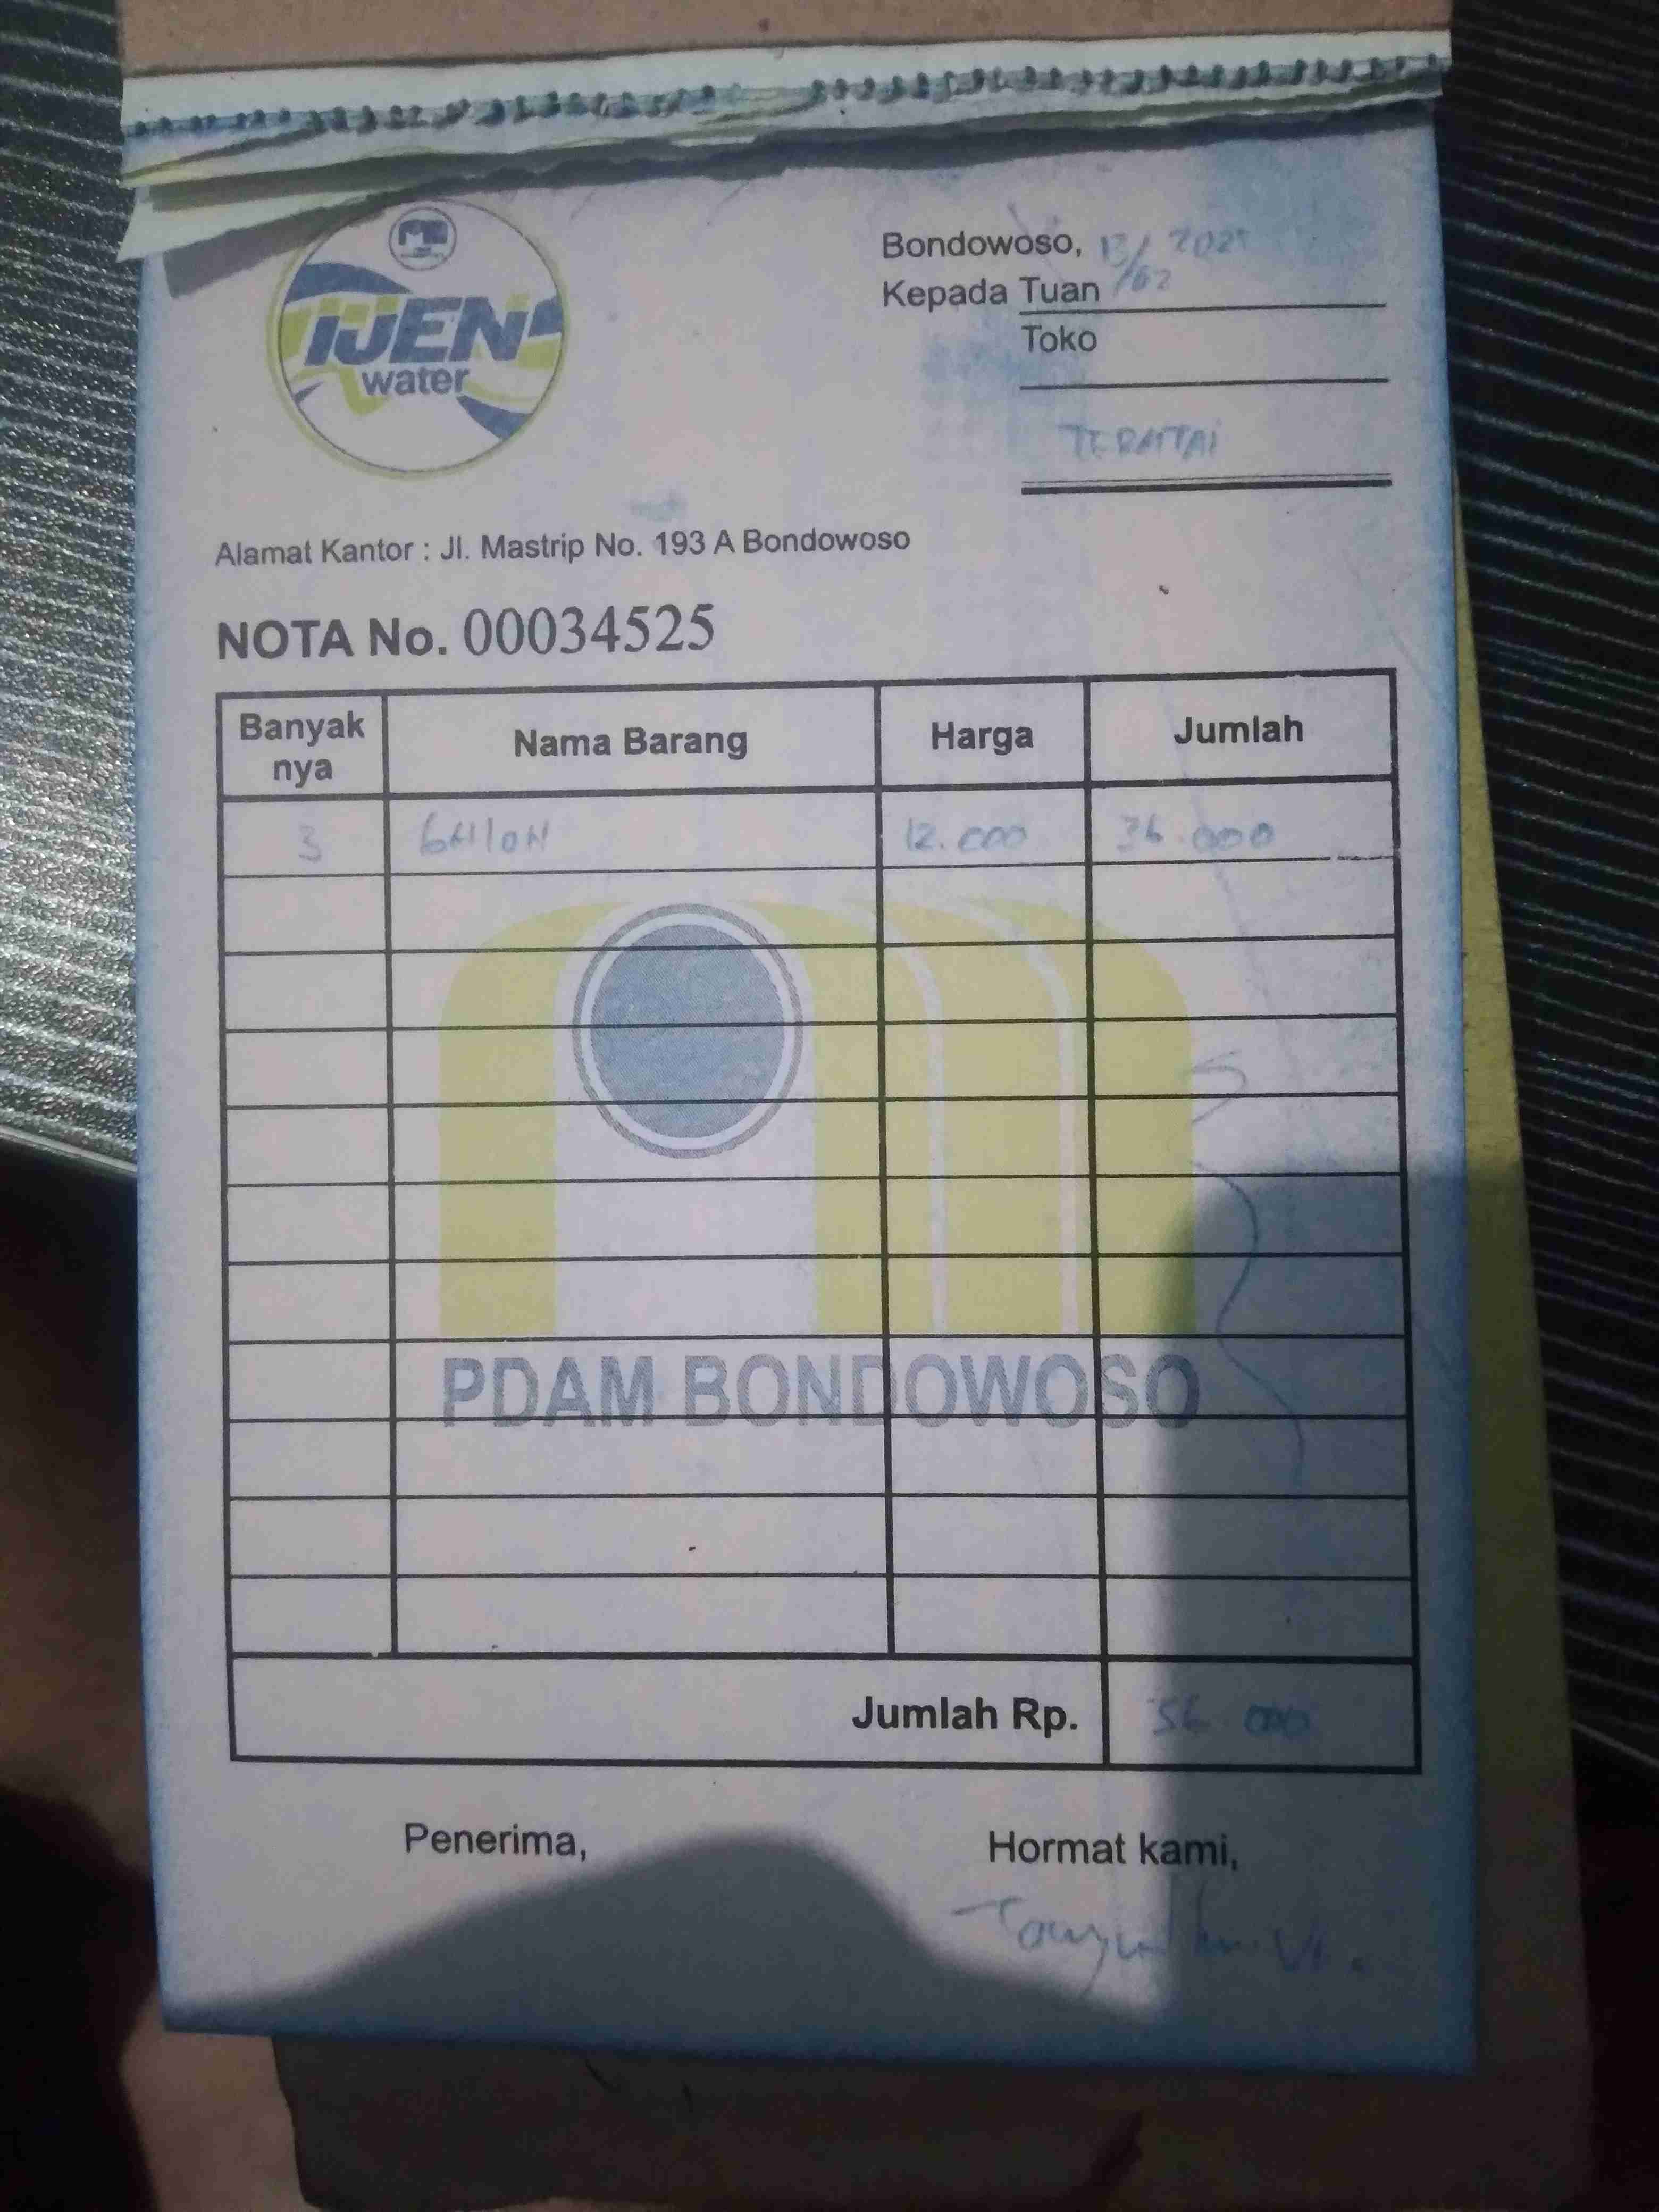 IJEN
water
Bondowoso, 13/02
Kepada Tuan
Toko
TERATAI
Alamat Kantor : Jl. Mastrip No. 193 A Bondowoso
NOTA No. 00034525
Banyak nya Nama Barang Harga Jumlah
3 GAllON 12.000 36.000
PDAM BONDOWOSO
Jumlah Rp. 36.000
Penerima, Hormat kami,